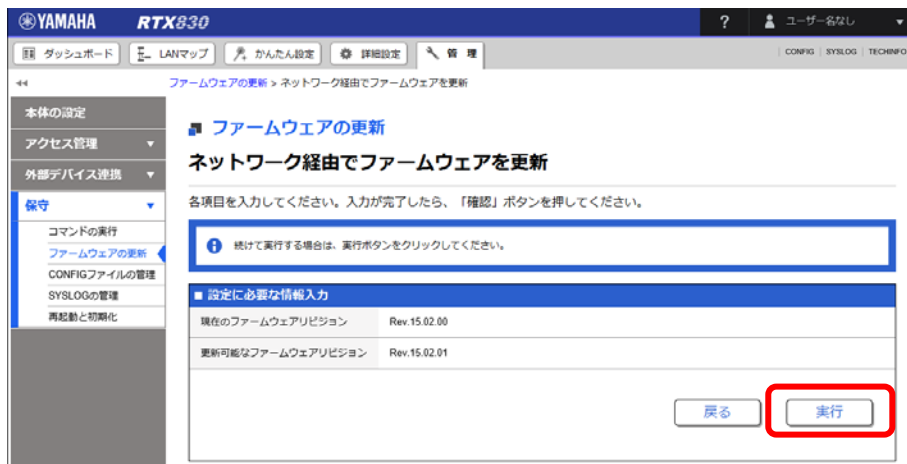 YAMAHA RTX830 ? ユーザー名なし
ダッシュボード LANマップ かんたん設定 詳細設定 管理 CONFIG | SYSLOG | TECHINFO
ファームウェアの更新 > ネットワーク経由でファームウェアを更新
本体の設定
アクセス管理
外部デバイス連携
保守
コマンドの実行
ファームウェアの更新
CONFIGファイルの管理
SYSLOGの管理
再起動と初期化
ファームウェアの更新
ネットワーク経由でファームウェアを更新
各項目を入力してください。入力が完了したら、「確認」ボタンを押してください。
続けて実行する場合は、実行ボタンをクリックしてください。
■ 設定に必要な情報入力
現在のファームウェアリビジョン Rev.15.02.00
更新可能なファームウェアリビジョン Rev.15.02.01
戻る 実行